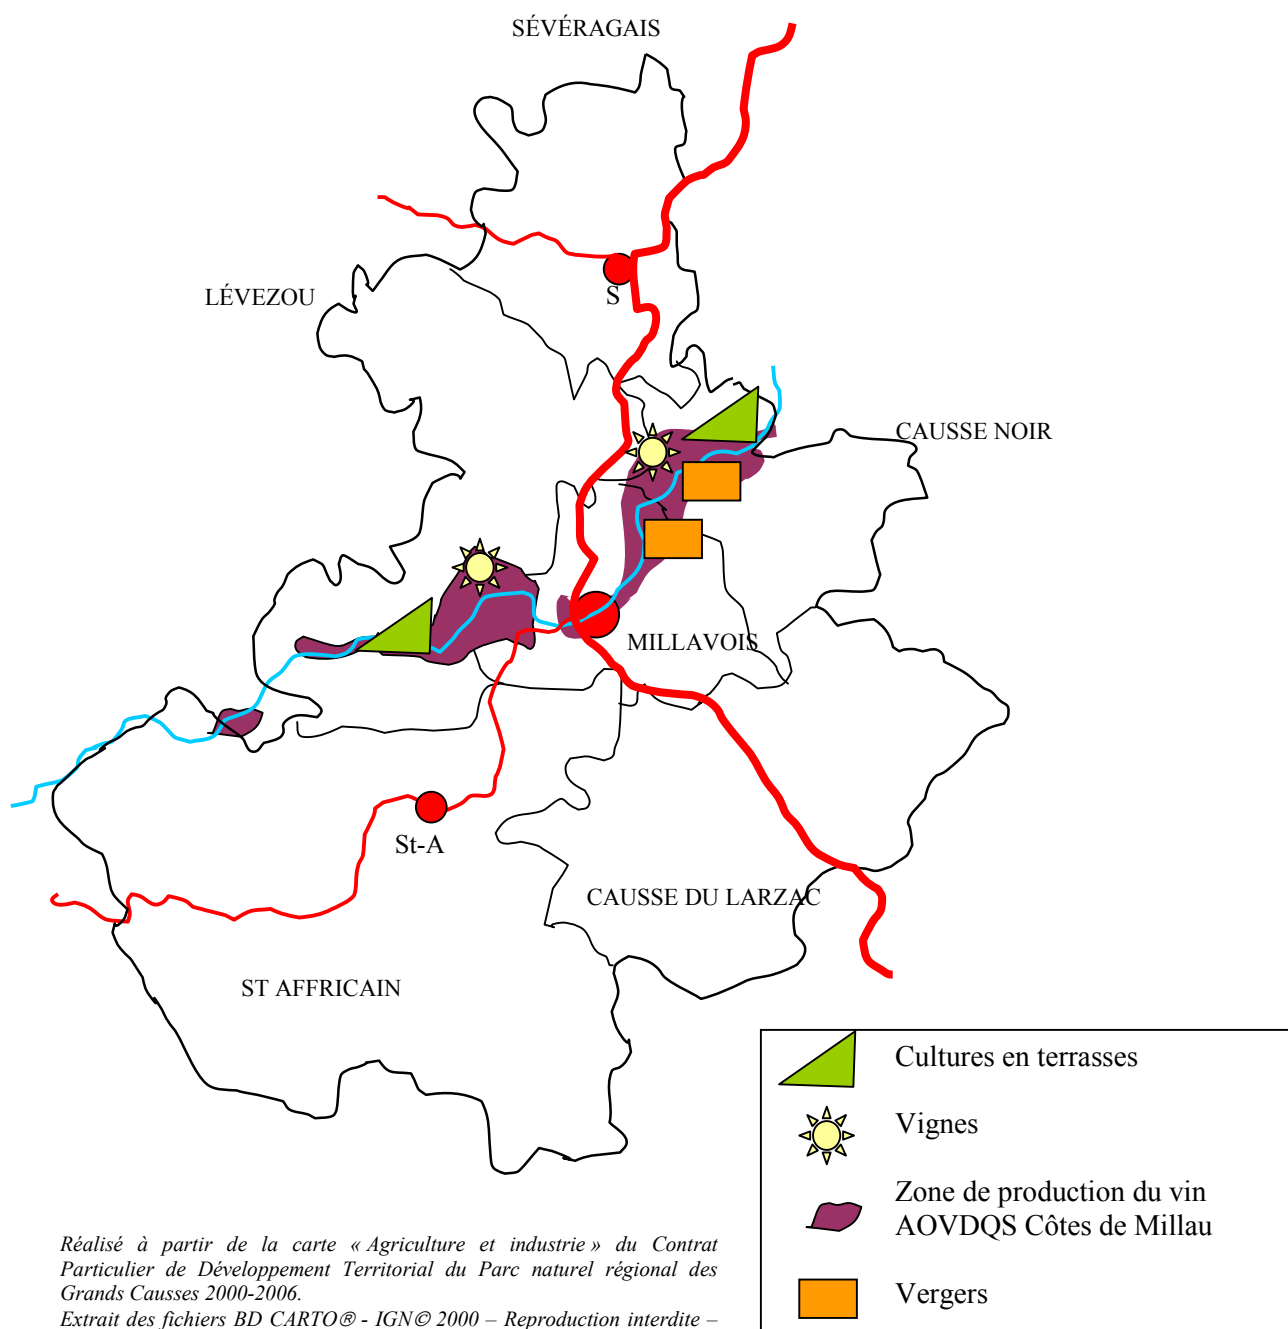 SÉVÉRAGAIS
LÉVEZOU
S
CAUSSE NOIR
MILLAVOIS
St-A
CAUSSE DU LARZAC
ST AFFRICAIN
Cultures en terrasses
Vignes
Zone de production du vin
AOVDQS Côtes de Millau
Vergers
Réalisé à partir de la carte « Agriculture et industrie » du Contrat
Particulier de Développement Territorial du Parc naturel régional des
Grands Causses 2000-2006.
Extrait des fichiers BD CARTO® - IGN© 2000 – Reproduction interdite –